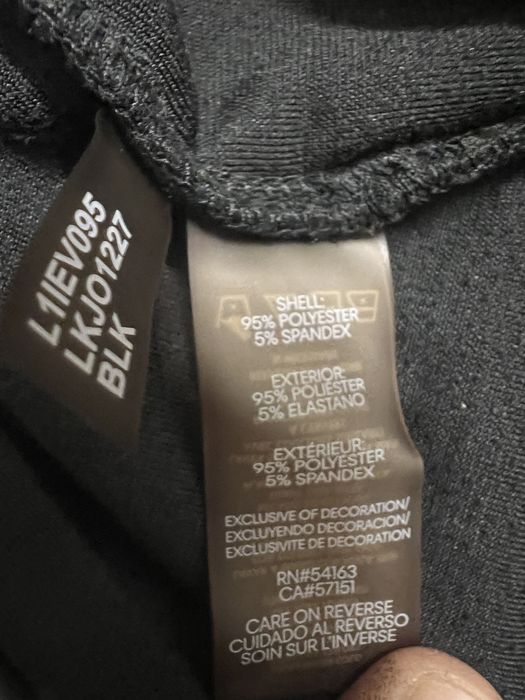 L1IEV095
LKJO1227
BLK
SHELL:
95% POLYESTER
5% SPANDEX
EXTERIOR:
95% POLIÉSTER
5% ELASTANO
EXTÉRIEUR:
95% POLYESTER
5% SPANDEX
EXCLUSIVE OF DECORATION/
EXCLUYENDO DECORACION/
EXCLUSIVITE DE DECORATION
RN#54163
CA#57151
CARE ON REVERSE
CUIDADO AL REVERSO
SOIN SUR L'INVERSE